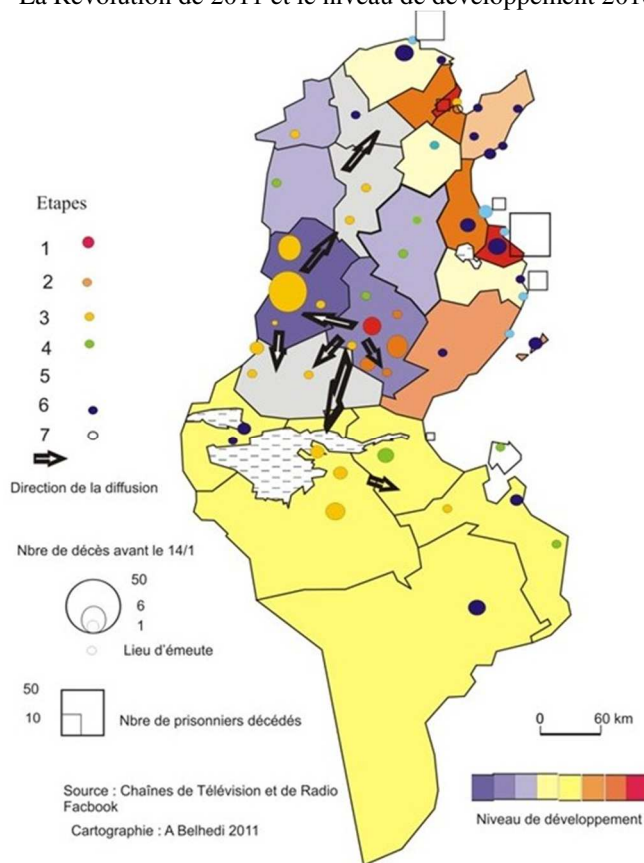 La Révolution de 2011 et le niveau de développement 201
Etapes
1
2
3
4
5
6
7
Direction de la diffusion
Nbre de décès avant le 14/1
50
6
1
Lieu d'émeute
50
10
Nbre de prisonniers décédés
0 60 km
Source : Chaînes de Télévision et de Radio
Facbook
Cartographie : A Belhedi 2011
Niveau de développement